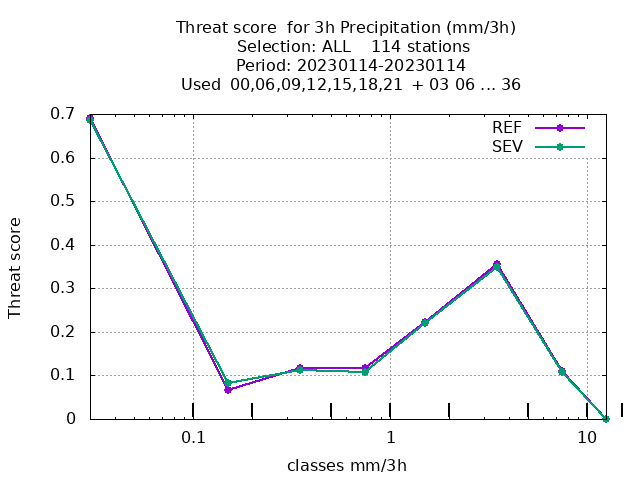 Threat score  for 3h Precipitation (mm/3h)
Selection: ALL    114 stations
Period: 20230114-20230114
Used  00,06,09,12,15,18,21  + 03 06 ... 36
REF
SEV
0.7
0.6
0.5
0.4
0.3
0.2
0.1
0
Threat score
0.1 1 10
classes mm/3h